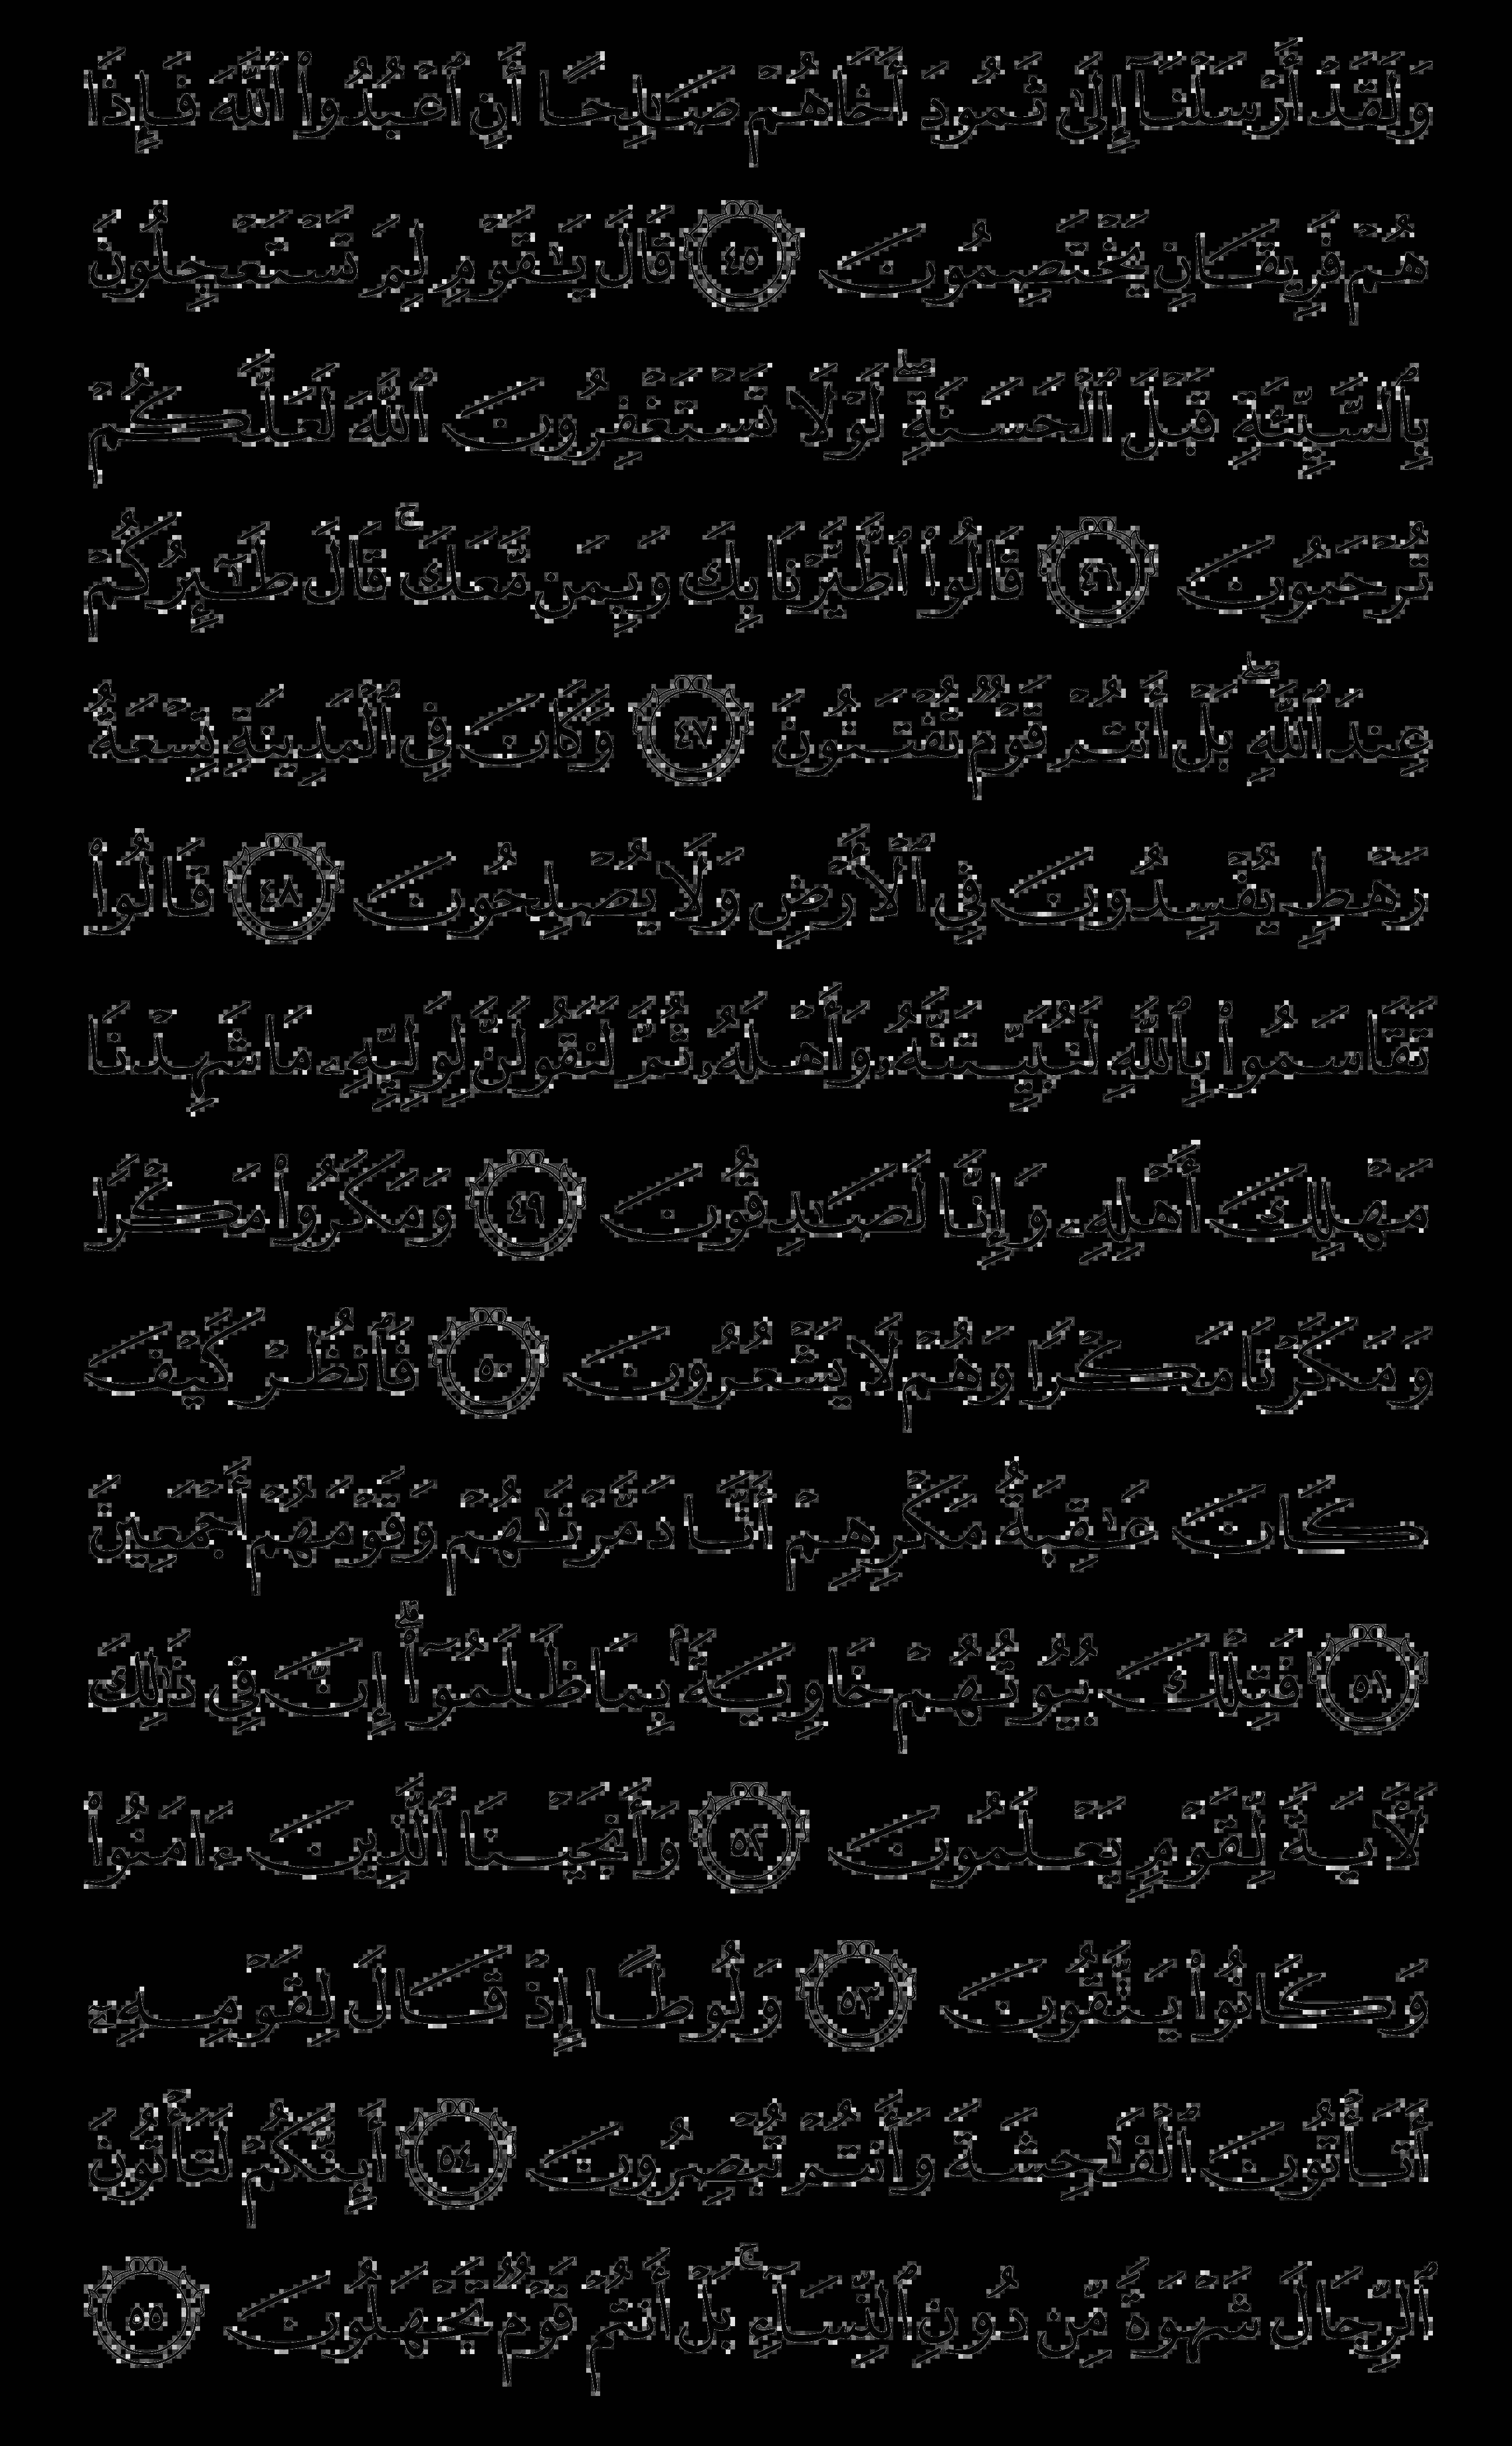 وَلَقَدْ أَرْسَلْنَآ إِلَىٰ ثَمُودَ أَخَاهُمْ صَـٰلِحًا أَنِ ٱعْبُدُوا۟ ٱللَّهَ فَإِذَا
هُمْ فَرِيقَانِ يَخْتَصِمُونَ ٤٥ قَالَ يَـٰقَوْمِ لِمَ تَسْتَعْجِلُونَ
بِٱلسَّيِّئَةِ قَبْلَ ٱلْحَسَنَةِ ۖ لَوْلَا تَسْتَغْفِرُونَ ٱللَّهَ لَعَلَّكُمْ
تُرْحَمُونَ ٤٦ قَالُوا۟ ٱطَّيَّرْنَا بِكَ وَبِمَن مَّعَكَ ۚ قَالَ طَـٰٓئِرُكُمْ
عِندَ ٱللَّهِ ۖ بَلْ أَنتُمْ قَوْمٌ تُفْتَنُونَ ٤٧ وَكَانَ فِى ٱلْمَدِينَةِ تِسْعَةُ
رَهْطٍ يُفْسِدُونَ فِى ٱلْأَرْضِ وَلَا يُصْلِحُونَ ٤٨ قَالُوا۟
تَقَاسَمُوا۟ بِٱللَّهِ لَنُبَيِّتَنَّهُۥ وَأَهْلَهُۥ ثُمَّ لَنَقُولَنَّ لِوَلِيِّهِۦ مَا شَهِدْنَا
مَهْلِكَ أَهْلِهِۦ وَإِنَّا لَصَـٰدِقُونَ ٤٩ وَمَكَرُوا۟ مَكْرًا
وَمَكَرْنَا مَكْرًا وَهُمْ لَا يَشْعُرُونَ ٥٠ فَٱنظُرْ كَيْفَ
كَانَ عَـٰقِبَةُ مَكْرِهِمْ أَنَّا دَمَّرْنَـٰهُمْ وَقَوْمَهُمْ أَجْمَعِينَ
٥١ فَتِلْكَ بُيُوتُهُمْ خَاوِيَةًۢ بِمَا ظَلَمُوٓا۟ ۗ إِنَّ فِى ذَٰلِكَ
لَـَٔايَةً لِّقَوْمٍ يَعْلَمُونَ ٥٢ وَأَنجَيْنَا ٱلَّذِينَ ءَامَنُوا۟
وَكَانُوا۟ يَتَّقُونَ ٥٣ وَلُوطًا إِذْ قَالَ لِقَوْمِهِۦٓ
أَتَأْتُونَ ٱلْفَـٰحِشَةَ وَأَنتُمْ تُبْصِرُونَ ٥٤ أَئِنَّكُمْ لَتَأْتُونَ
ٱلرِّجَالَ شَهْوَةً مِّن دُونِ ٱلنِّسَآءِ ۚ بَلْ أَنتُمْ قَوْمٌ تَجْهَلُونَ ٥٥